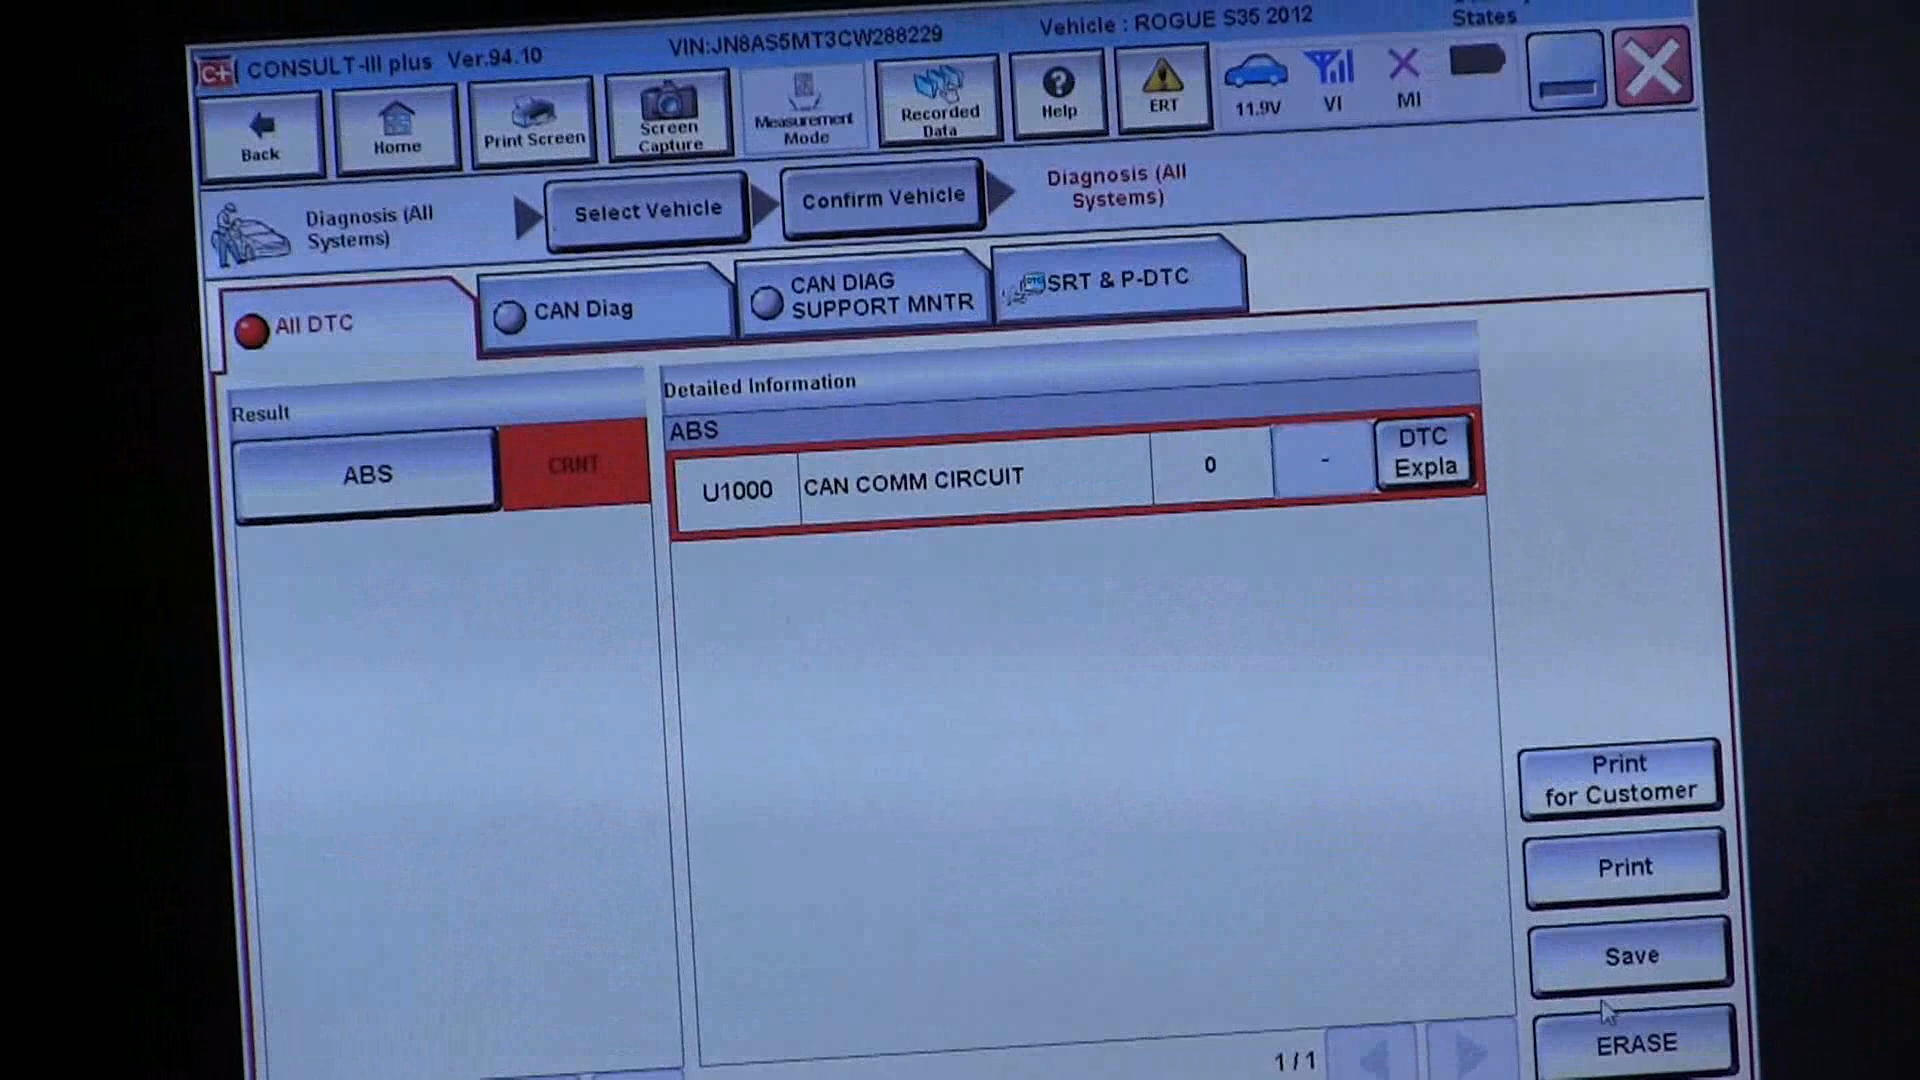 C+ CONSULT-III plus Ver.94.10 VIN:JN8AS5MT3CW288229 Vehicle : ROGUE S35 2012
States
Back
Home
Print Screen
Screen
Capture
Measurement
Mode
Recorded
Data
Help
ERT
11.9V
VI
MI
Diagnosis (All
Systems)
Select Vehicle
Confirm Vehicle
Diagnosis (All
Systems)
All DTC
CAN Diag
CAN DIAG
SUPPORT MNTR
SRT & P-DTC
Result
ABS
CRNT
Detailed Information
ABS
U1000
CAN COMM CIRCUIT
0
-
DTC
Expla
Print
for Customer
Print
Save
ERASE
1/1